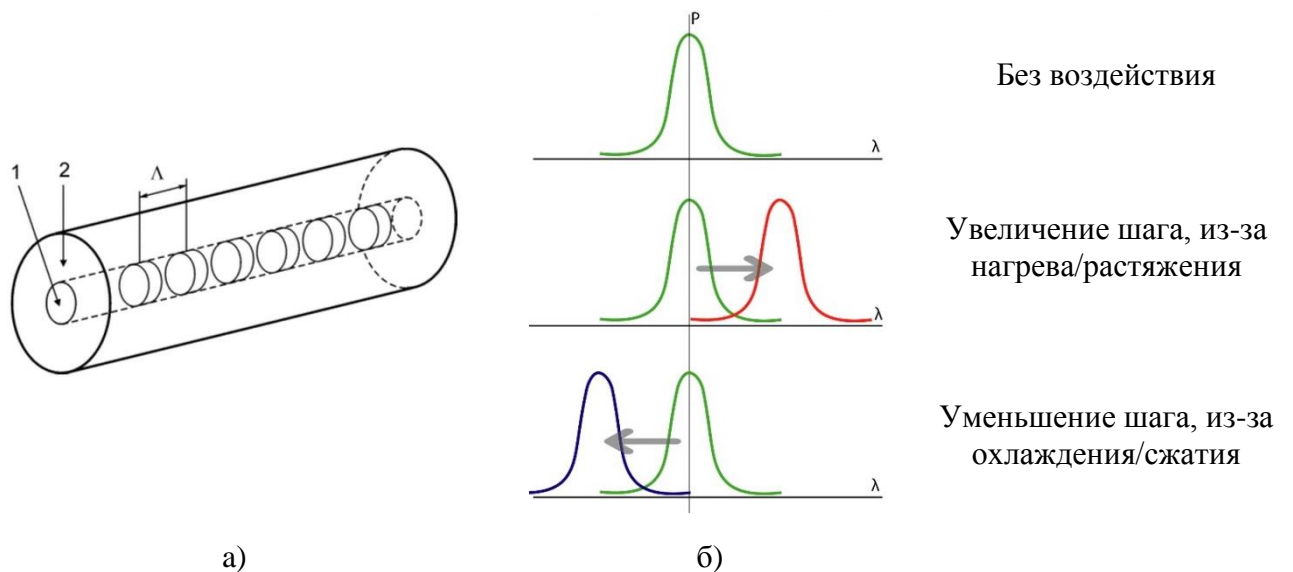 P
Без воздействия
λ
1
2
Λ
Увеличение шага, из-за
нагрева/растяжения
λ
Уменьшение шага, из-за
охлаждения/сжатия
λ
а)
б)